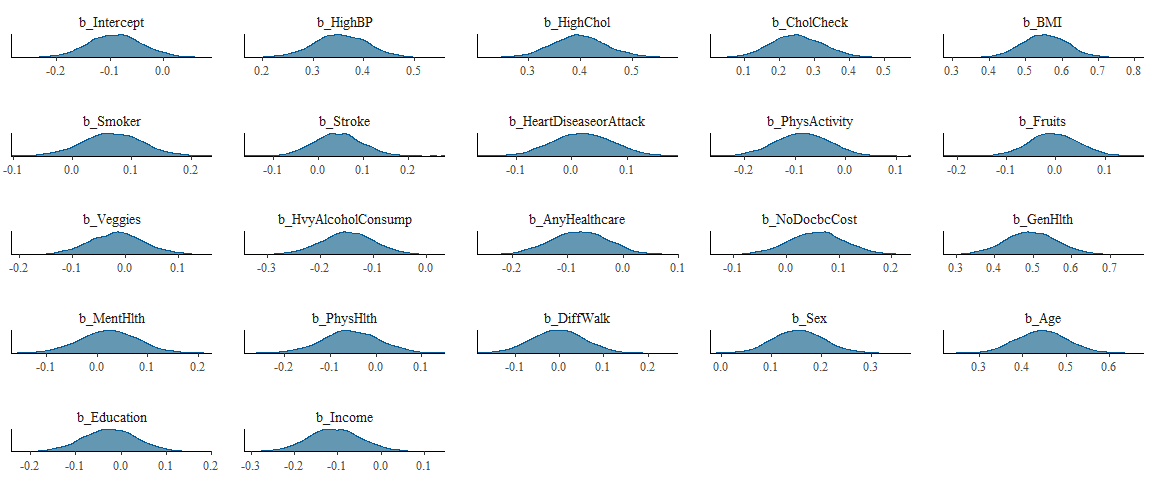 b_Intercept b_HighBP b_HighChol b_CholCheck b_BMI
-0.2 -0.1 0.0 0.2 0.3 0.4 0.5 0.3 0.4 0.5 0.1 0.2 0.3 0.4 0.5 0.3 0.4 0.5 0.6 0.7 0.8
b_Smoker b_Stroke b_HeartDiseaseorAttack b_PhysActivity b_Fruits
-0.1 0.0 0.1 0.2 -0.1 0.0 0.1 0.2 -0.1 0.0 0.1 -0.2 -0.1 0.0 0.1 -0.2 -0.1 0.0 0.1
b_Veggies b_HvyAlcoholConsump b_AnyHealthcare b_NoDocbcCost b_GenHlth
-0.2 -0.1 0.0 0.1 -0.3 -0.2 -0.1 0.0 -0.2 -0.1 0.0 0.1 -0.1 0.0 0.1 0.2 0.3 0.4 0.5 0.6 0.7
b_MentHlth b_PhysHlth b_DiffWalk b_Sex b_Age
-0.1 0.0 0.1 0.2 -0.2 -0.1 0.0 0.1 -0.1 0.0 0.1 0.2 0.0 0.1 0.2 0.3 0.3 0.4 0.5 0.6
b_Education b_Income
-0.2 -0.1 0.0 0.1 0.2 -0.3 -0.2 -0.1 0.0 0.1